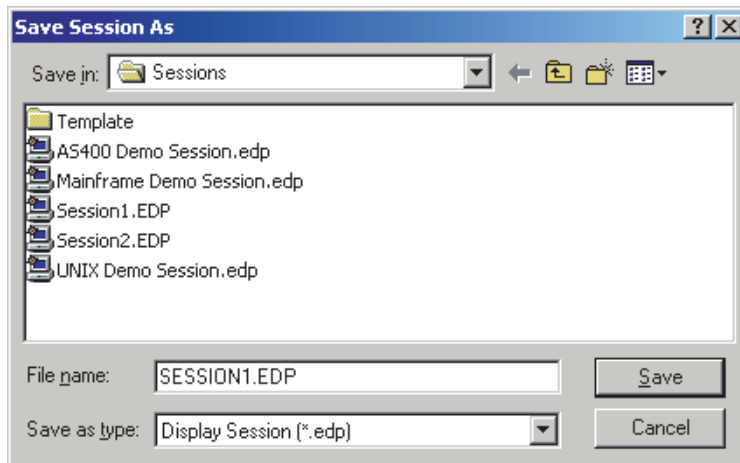 Save Session As
Save in: Sessions
Template
AS400 Demo Session.edp
Mainframe Demo Session.edp
Session1.EDP
Session2.EDP
UNIX Demo Session.edp
File name: SESSION1.EDP Save
Save as type: Display Session (*.edp) Cancel